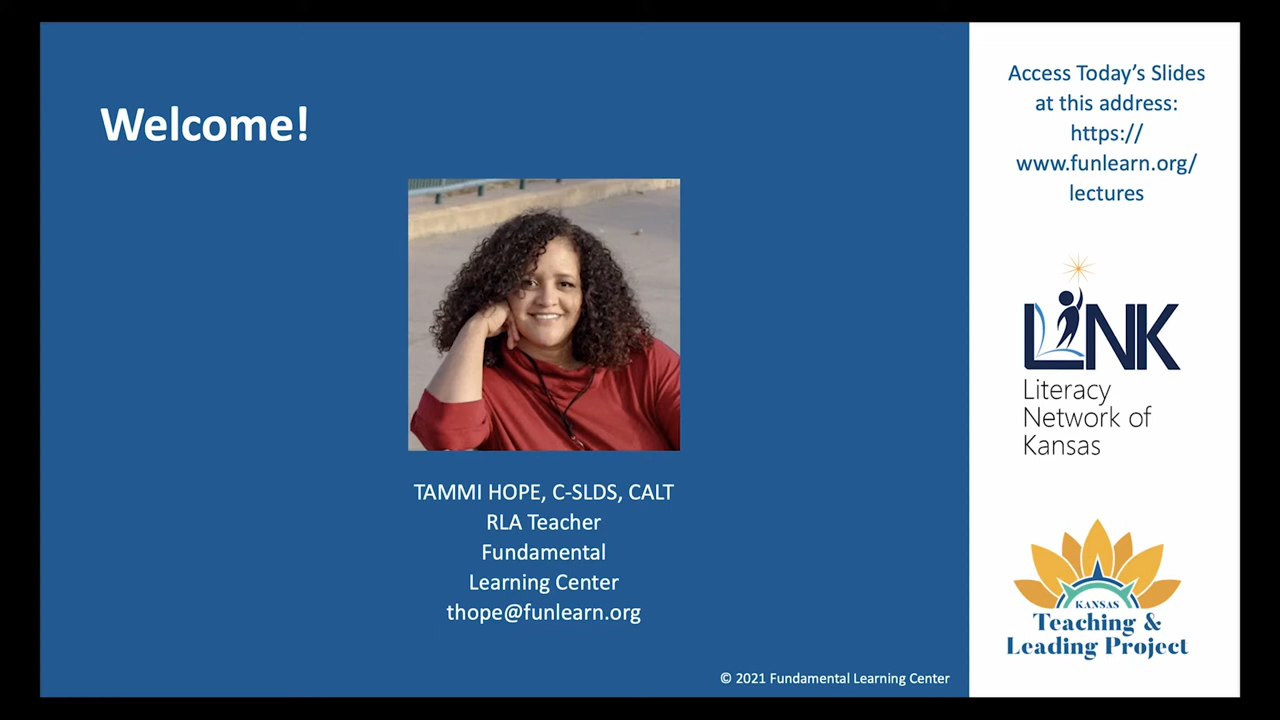 Welcome!
TAMMI HOPE, C-SLDS, CALT
RLA Teacher
Fundamental
Learning Center
thope@funlearn.org
© 2021 Fundamental Learning Center
Access Today's Slides
at this address:
https://
www.funlearn.org/
lectures
LINK
Literacy
Network of
Kansas
KANSAS
Teaching &
Leading Project